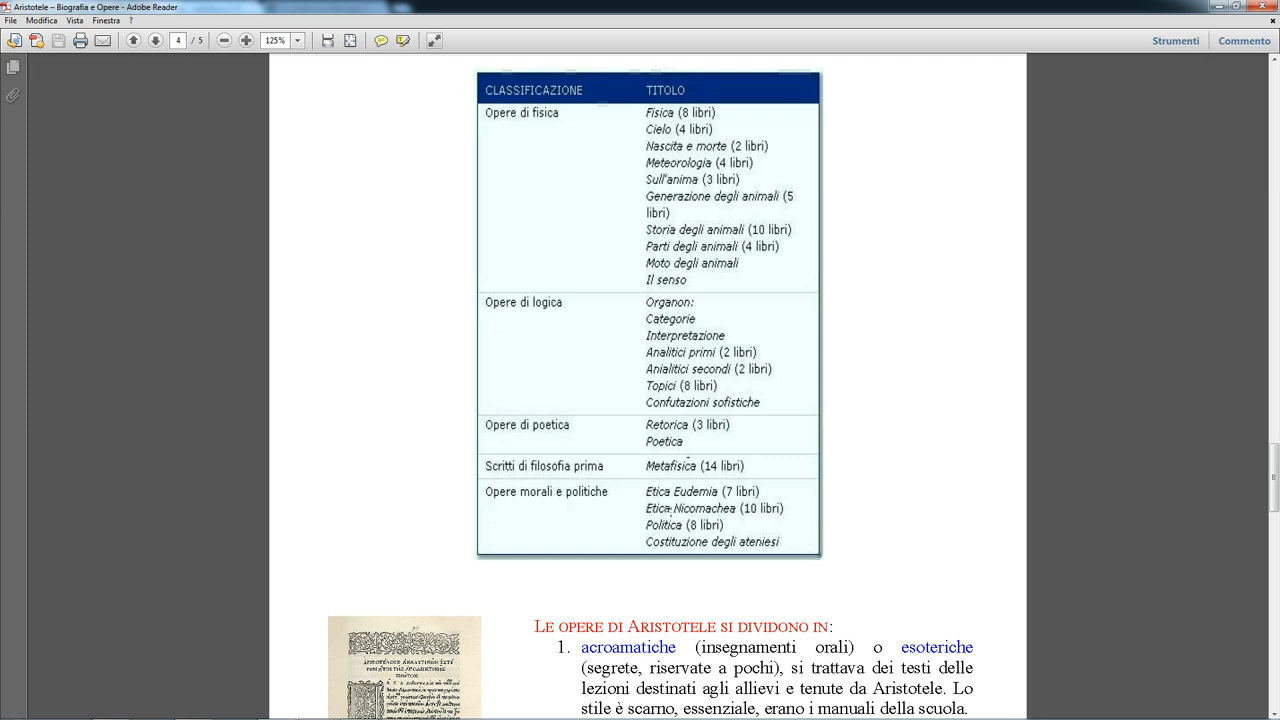 Aristotele – Biografia e Opere - Adobe Reader
File Modifica Vista Finestra ?
4 / 5 125% Strumenti Commento
CLASSIFICAZIONE TITOLO
Opere di fisica Fisica (8 libri)
Cielo (4 libri)
Nascita e morte (2 libri)
Meteorologia (4 libri)
Sull'anima (3 libri)
Generazione degli animali (5
libri)
Storia degli animali (10 libri)
Parti degli animali (4 libri)
Moto degli animali
Il senso
Opere di logica Organon:
Categorie
Interpretazione
Analitici primi (2 libri)
Anialitici secondi (2 libri)
Topici (8 libri)
Confutazioni sofistiche
Opere di poetica Retorica (3 libri)
Poetica
Scritti di filosofia prima Metafisica (14 libri)
Opere morali e politiche Etica Eudemia (7 libri)
Etica Nicomachea (10 libri)
Politica (8 libri)
Costituzione degli ateniesi
LE OPERE DI ARISTOTELE SI DIVIDONO IN:
1. acroamatiche (insegnamenti orali) o esoteriche
(segrete, riservate a pochi), si trattava dei testi delle
lezioni destinati agli allievi e tenute da Aristotele. Lo
stile è scarno, essenziale, erano i manuali della scuola.